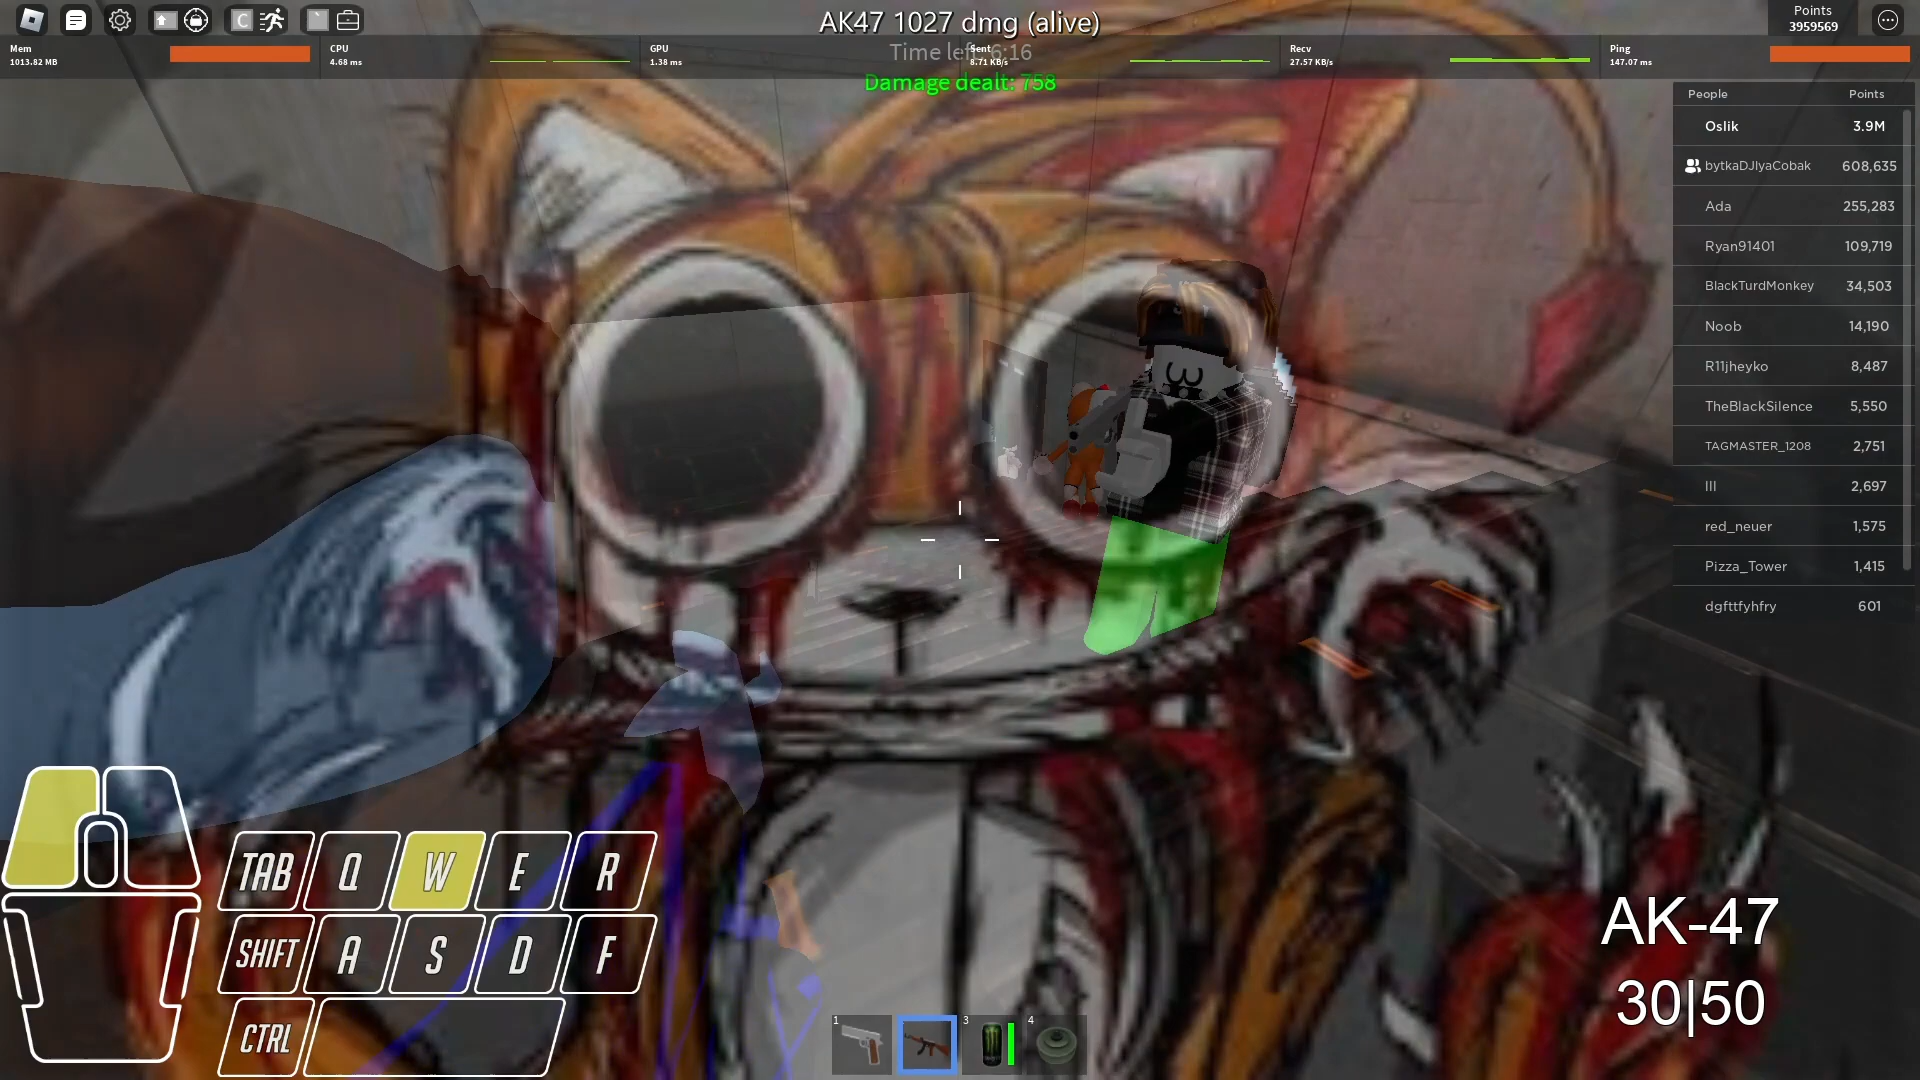 C
AK47 1027 dmg (alive)
Points
3959569
Mem
1013.82 MB
CPU
4.68 ms
GPU
1.38 ms
Time left: 6:16
Sent
8.71 KB/s
Recv
27.57 KB/s
Ping
147.07 ms
Damage dealt: 758
People Points
Oslik 3.9M
bytkaDJlyaCobak 608,635
Ada 255,283
Ryan91401 109,719
BlackTurdMonkey 34,503
Noob 14,190
R11jheyko 8,487
TheBlackSilence 5,550
TAGMASTER_1208 2,751
III 2,697
red_neuer 1,575
Pizza_Tower 1,415
dgfttfyhfry 601
TAB Q W E R
SHIFT A S D F
CTRL
AK-47
30|50
1 3 4